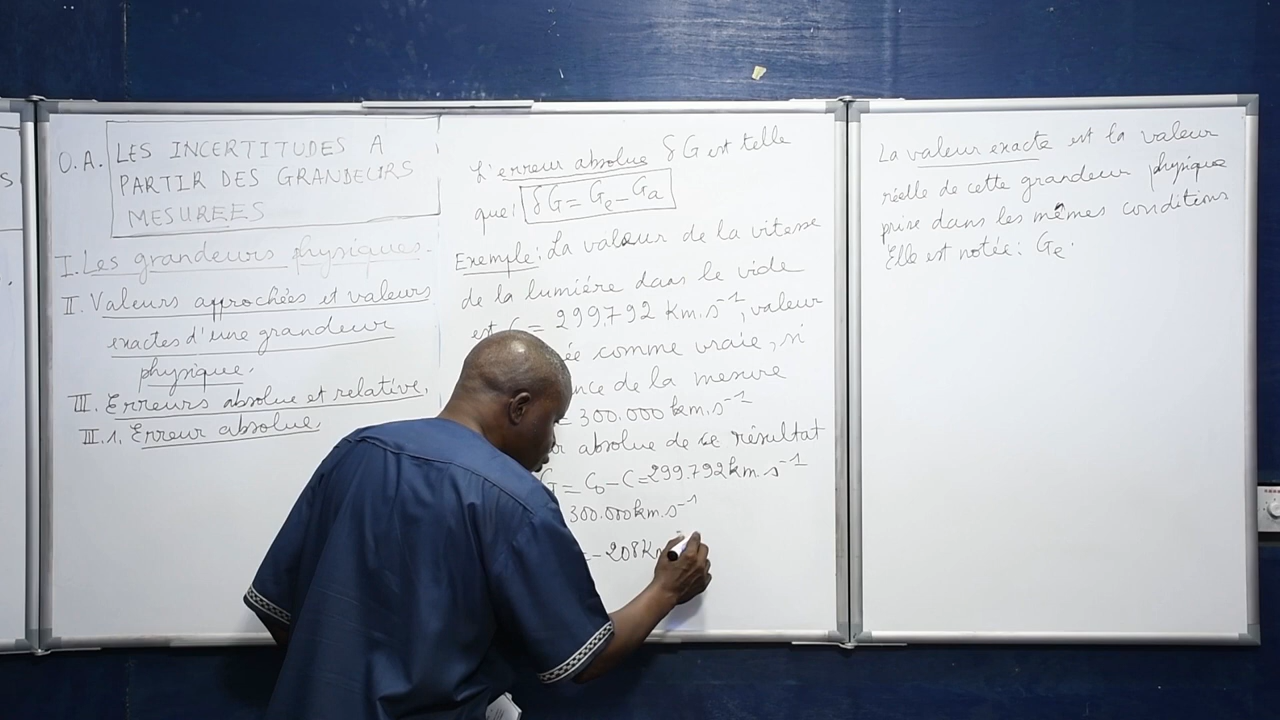 S
O.A. LES INCERTITUDES A
PARTIR DES GRANDEURS
MESUREES
I. Les grandeurs physiques.
II. Valeurs approchées et valeurs
exactes d'une grandeur
physique.
III. Erreurs absolue et relative.
III.1. Erreur absolue.
L'erreur absolue δG est telle
que: δG = Ge - Ga
Exemple: La valeur de la vitesse
de la lumière dans le vide
est C = 299.792 Km.s⁻¹, valeur
ée comme vraie, si
nce de la mesure
= 300.000 km.s⁻¹
r absolue de ce résultat
G = C₀ - C = 299.792 km.s⁻¹
300.000 km.s⁻¹
= - 208 K
La valeur exacte est la valeur
réelle de cette grandeur physique
prise dans les mêmes conditions
Elle est notée: Ge.